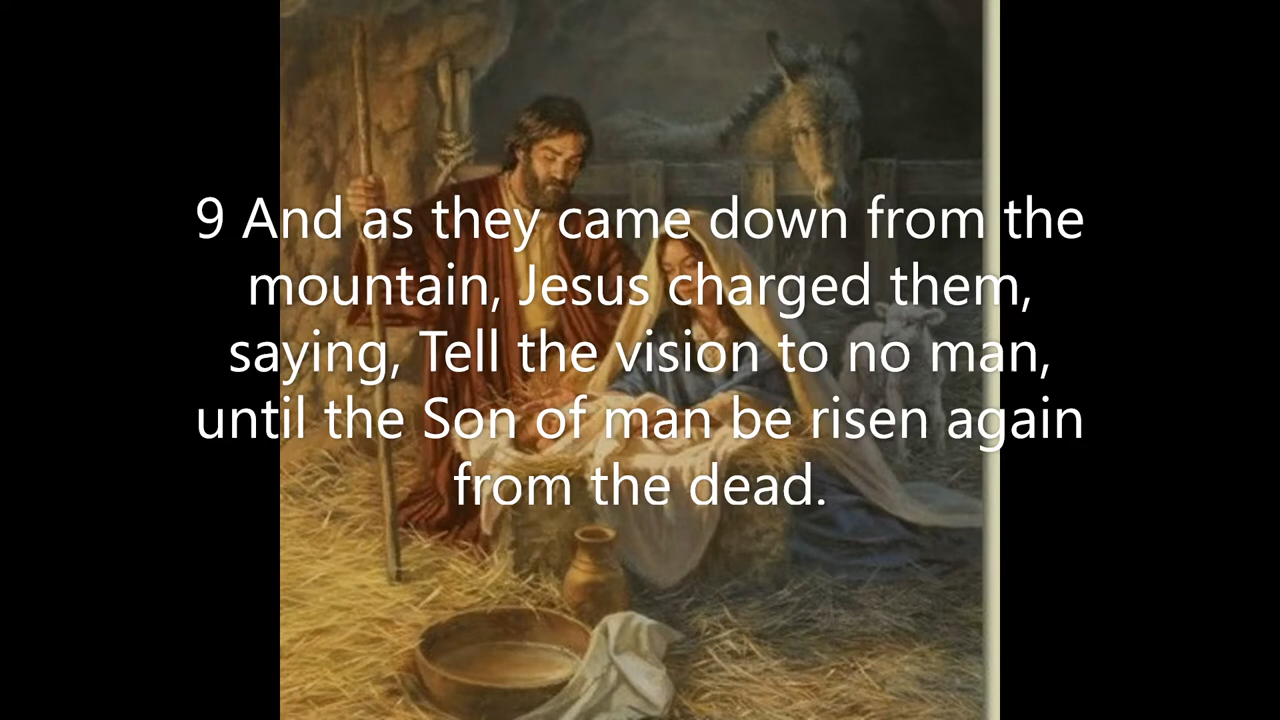 9 And as they came down from the
mountain, Jesus charged them,
saying, Tell the vision to no man,
until the Son of man be risen again
from the dead.